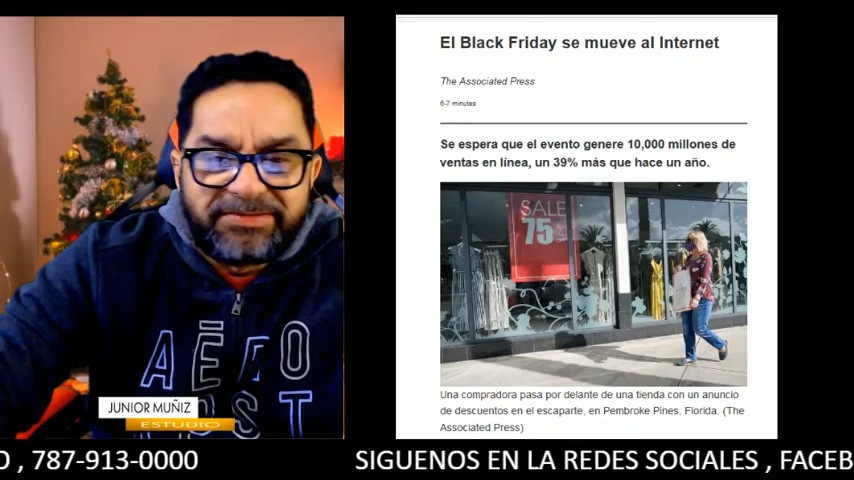 El Black Friday se mueve al Internet
The Associated Press
6-7 minutes
Se espera que el evento genere 10,000 millones de
ventas en línea, un 39% más que hace un año.
SALE
75%
Una compradora pasa por delante de una tienda con un anuncio
de descuentos en el escaparte, en Pembroke Pines, Florida. (The
Associated Press)
AĒRO
POST
JUNIOR MUÑIZ
ESTUDIO
O , 787-913-0000
SIGUENOS EN LA REDES SOCIALES , FACEB